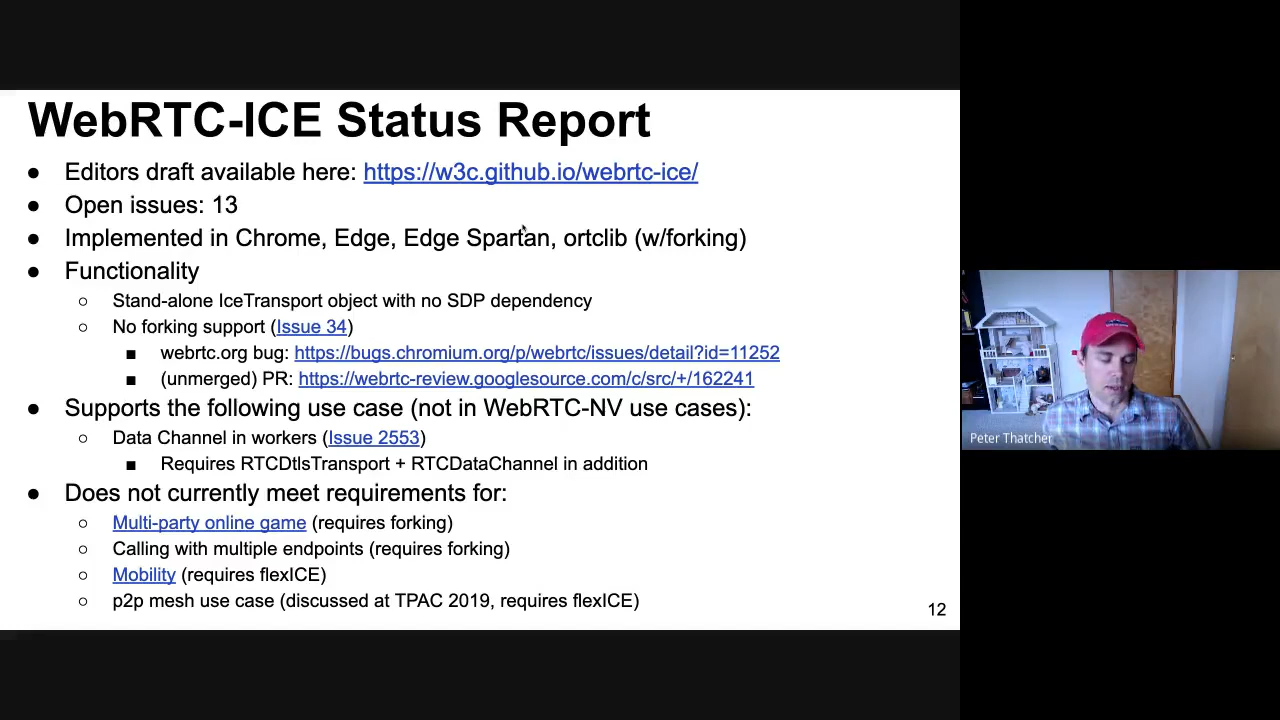 WebRTC-ICE Status Report
● Editors draft available here: https://w3c.github.io/webrtc-ice/
● Open issues: 13
● Implemented in Chrome, Edge, Edge Spartan, ortclib (w/forking)
● Functionality
○ Stand-alone IceTransport object with no SDP dependency
○ No forking support (Issue 34)
■ webrtc.org bug: https://bugs.chromium.org/p/webrtc/issues/detail?id=11252
■ (unmerged) PR: https://webrtc-review.googlesource.com/c/src/+/162241
● Supports the following use case (not in WebRTC-NV use cases):
○ Data Channel in workers (Issue 2553)
■ Requires RTCDtlsTransport + RTCDataChannel in addition
● Does not currently meet requirements for:
○ Multi-party online game (requires forking)
○ Calling with multiple endpoints (requires forking)
○ Mobility (requires flexICE)
○ p2p mesh use case (discussed at TPAC 2019, requires flexICE)
12
Peter Thatcher